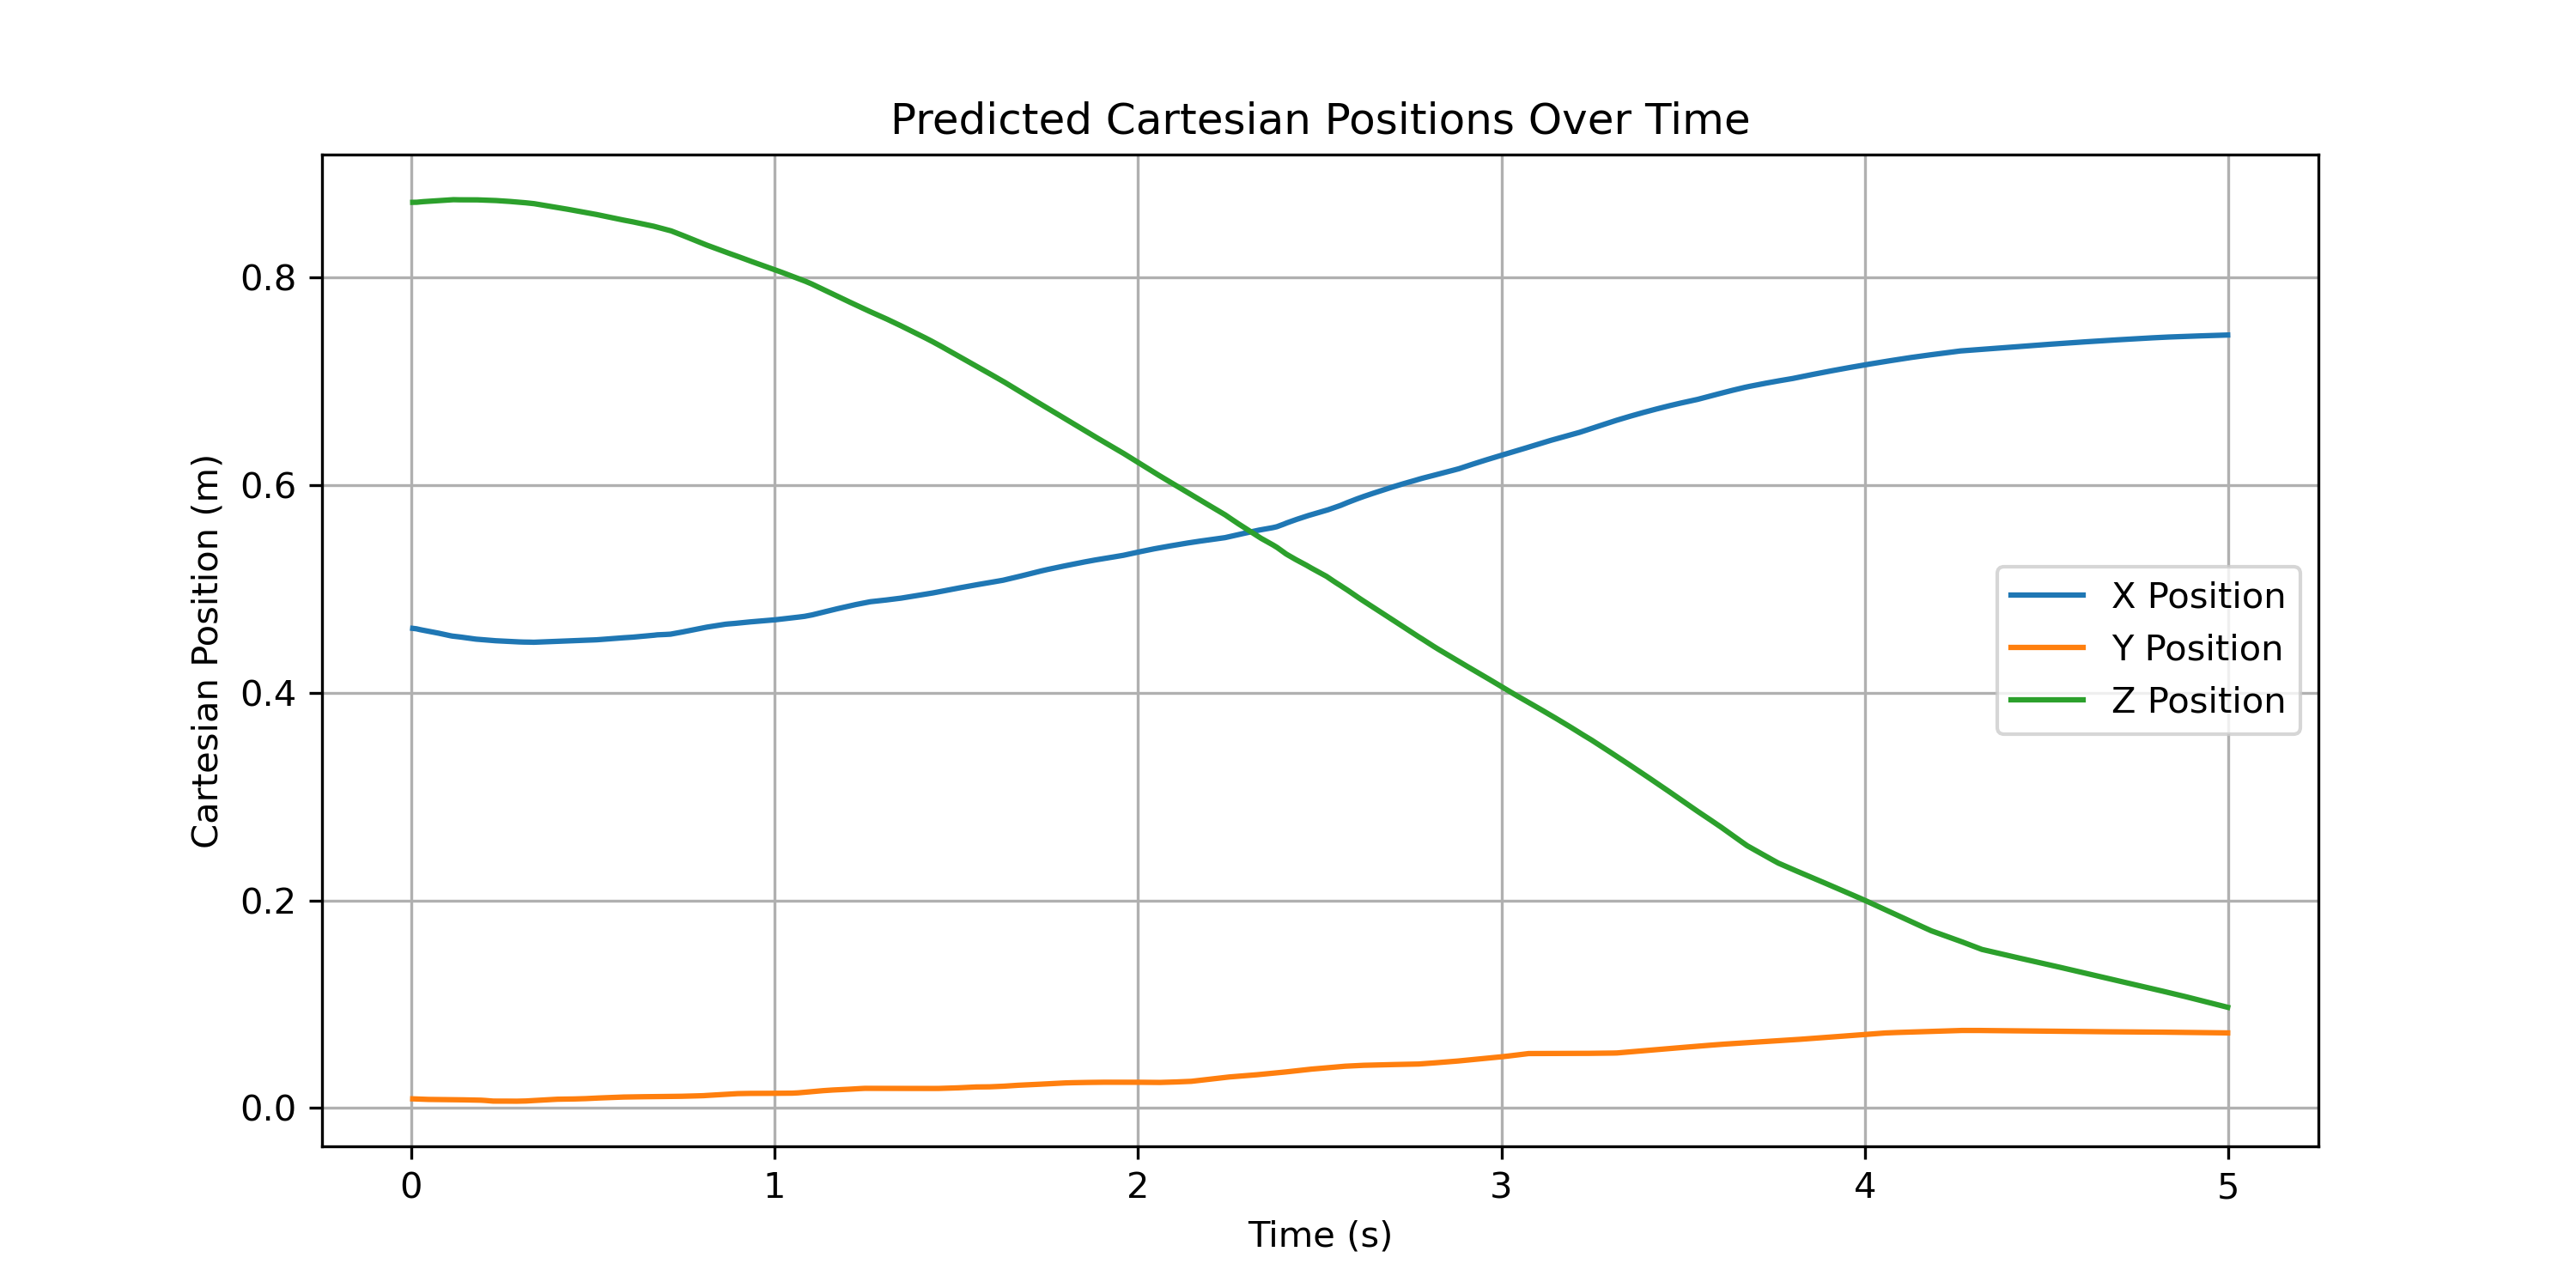 Predicted Cartesian Positions Over Time
Cartesian Position (m)
0.8
0.6
0.4
0.2
0.0
X Position
Y Position
Z Position
0 1 2 3 4 5
Time (s)